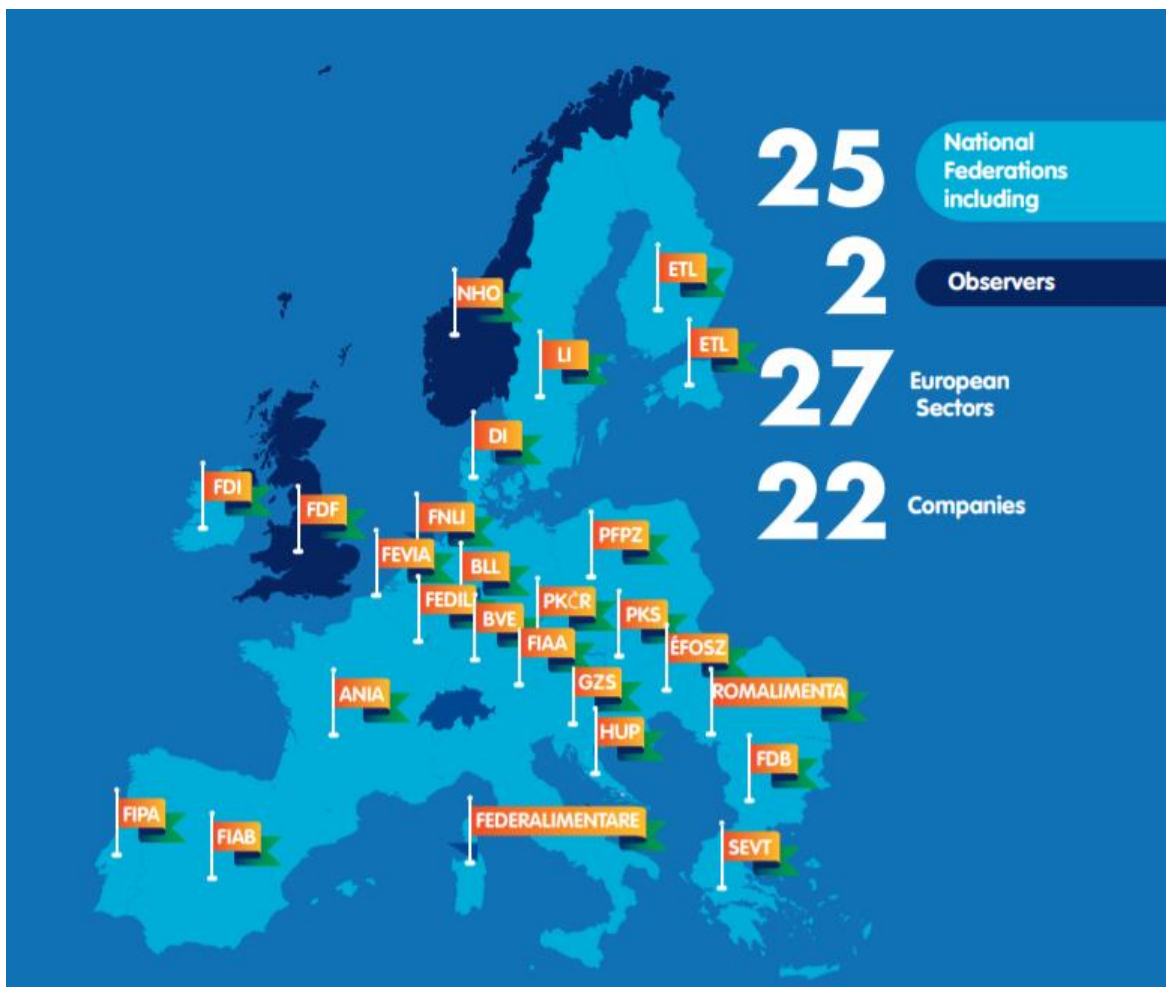 25
National
Federations
including
2
Observers
27
European
Sectors
22
Companies
ETL
NHO
ETL
LI
DI
FDI
FDF
FNLI
PFPZ
FEVIA
BLL
FEDIL
PKČR
BVE
PKS
FIAA
ÉFOSZ
GZS
ANIA
ROMALIMENTA
HUP
FDB
FIPA
FEDERALIMENTARE
FIAB
SEVT